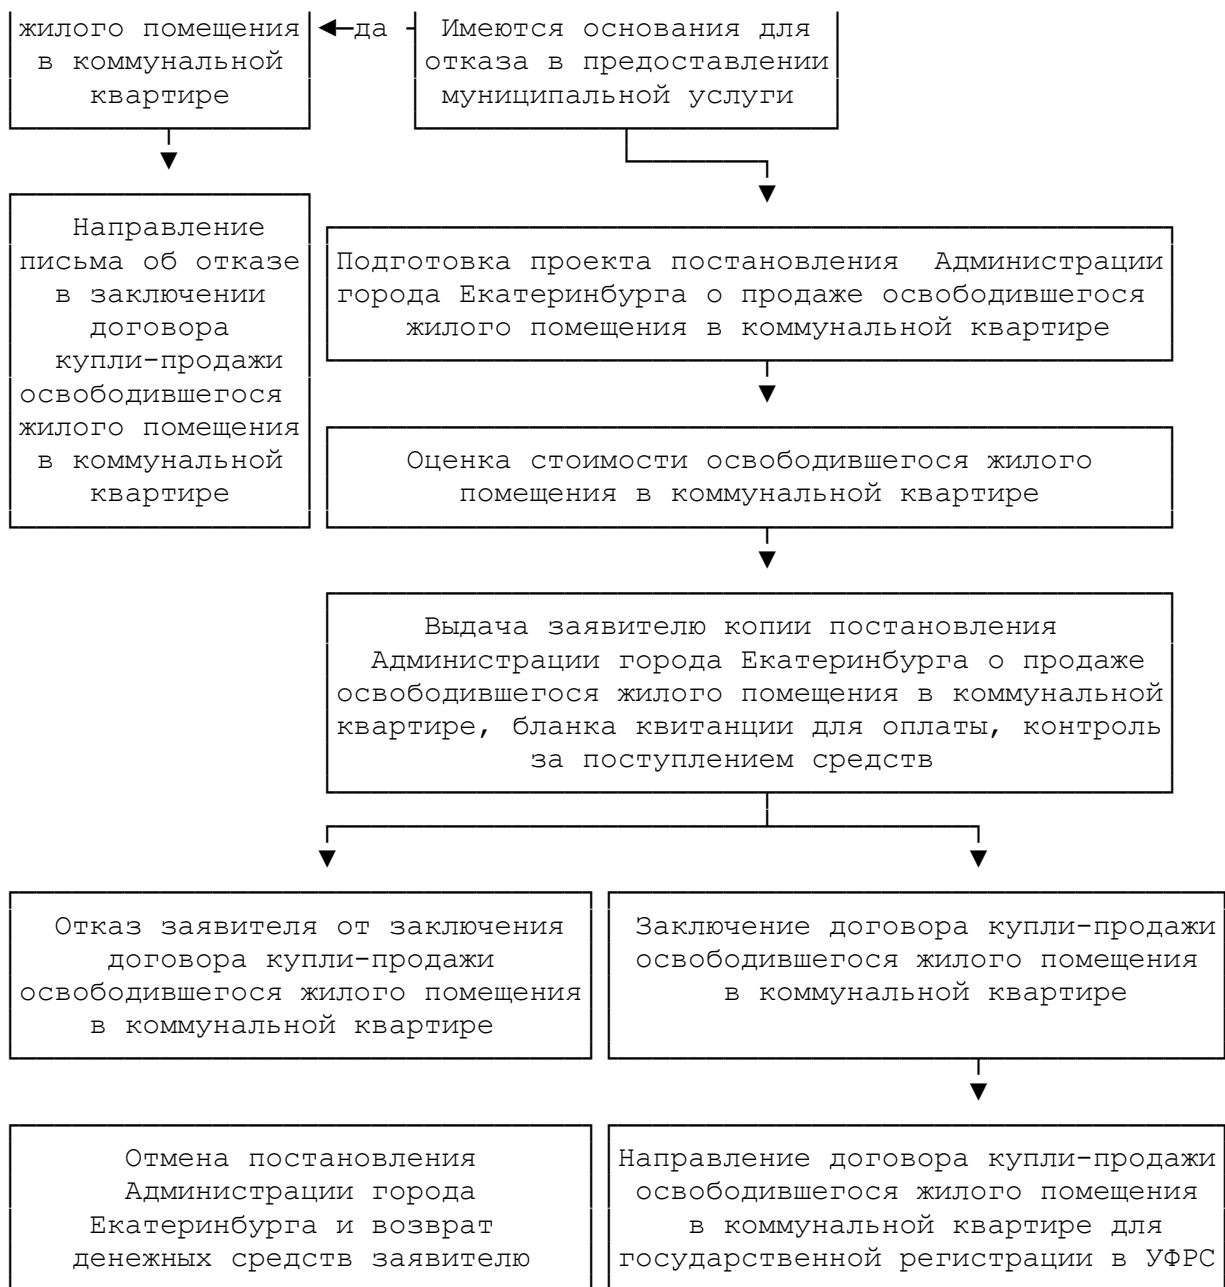 жилого помещения
в коммунальной
квартире
да
Имеются основания для
отказа в предоставлении
муниципальной услуги
Направление
письма об отказе
в заключении
договора
купли-продажи
освободившегося
жилого помещения
в коммунальной
квартире
Подготовка проекта постановления Администрации
города Екатеринбурга о продаже освободившегося
жилого помещения в коммунальной квартире
Оценка стоимости освободившегося жилого
помещения в коммунальной квартире
Выдача заявителю копии постановления
Администрации города Екатеринбурга о продаже
освободившегося жилого помещения в коммунальной
квартире, бланка квитанции для оплаты, контроль
за поступлением средств
Отказ заявителя от заключения
договора купли-продажи
освободившегося жилого помещения
в коммунальной квартире
Заключение договора купли-продажи
освободившегося жилого помещения
в коммунальной квартире
Отмена постановления
Администрации города
Екатеринбурга и возврат
денежных средств заявителю
Направление договора купли-продажи
освободившегося жилого помещения
в коммунальной квартире для
государственной регистрации в УФРС